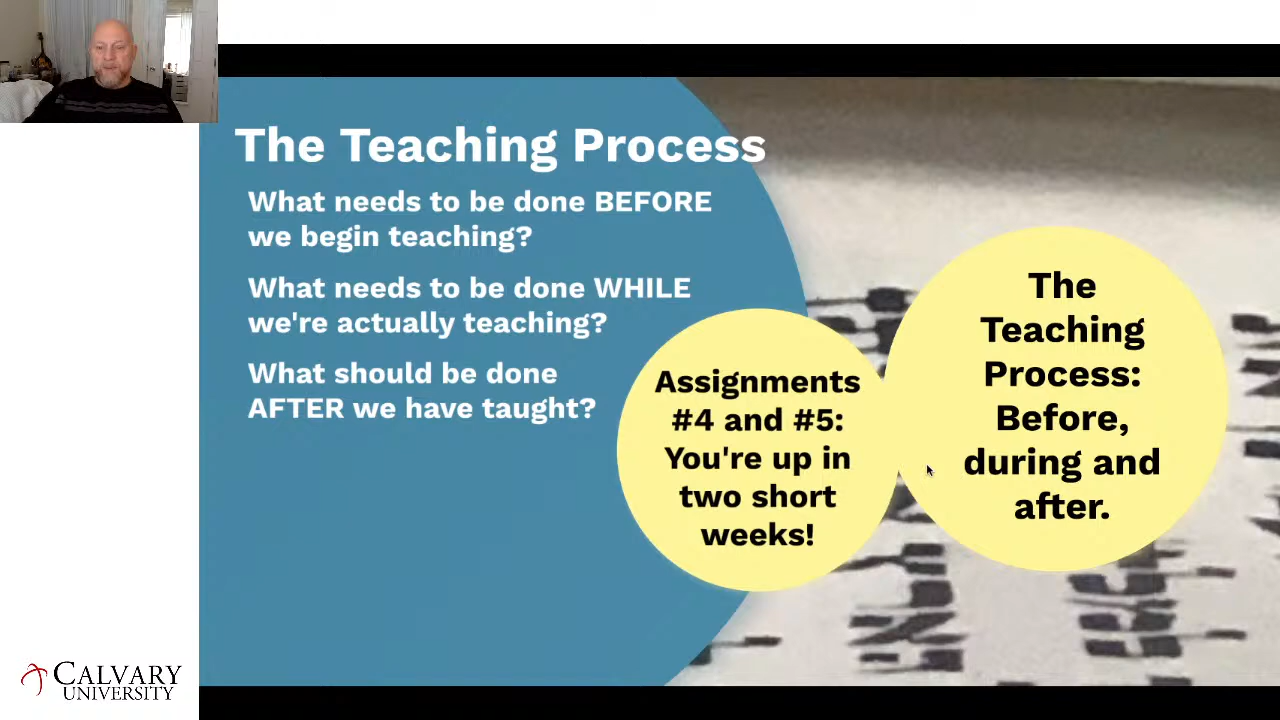 The Teaching Process
What needs to be done BEFORE
we begin teaching?
What needs to be done WHILE
we're actually teaching?
What should be done
AFTER we have taught?
Assignments
#4 and #5:
You're up in
two short
weeks!
The
Teaching
Process:
Before,
during and
after.
CALVARY
UNIVERSITY